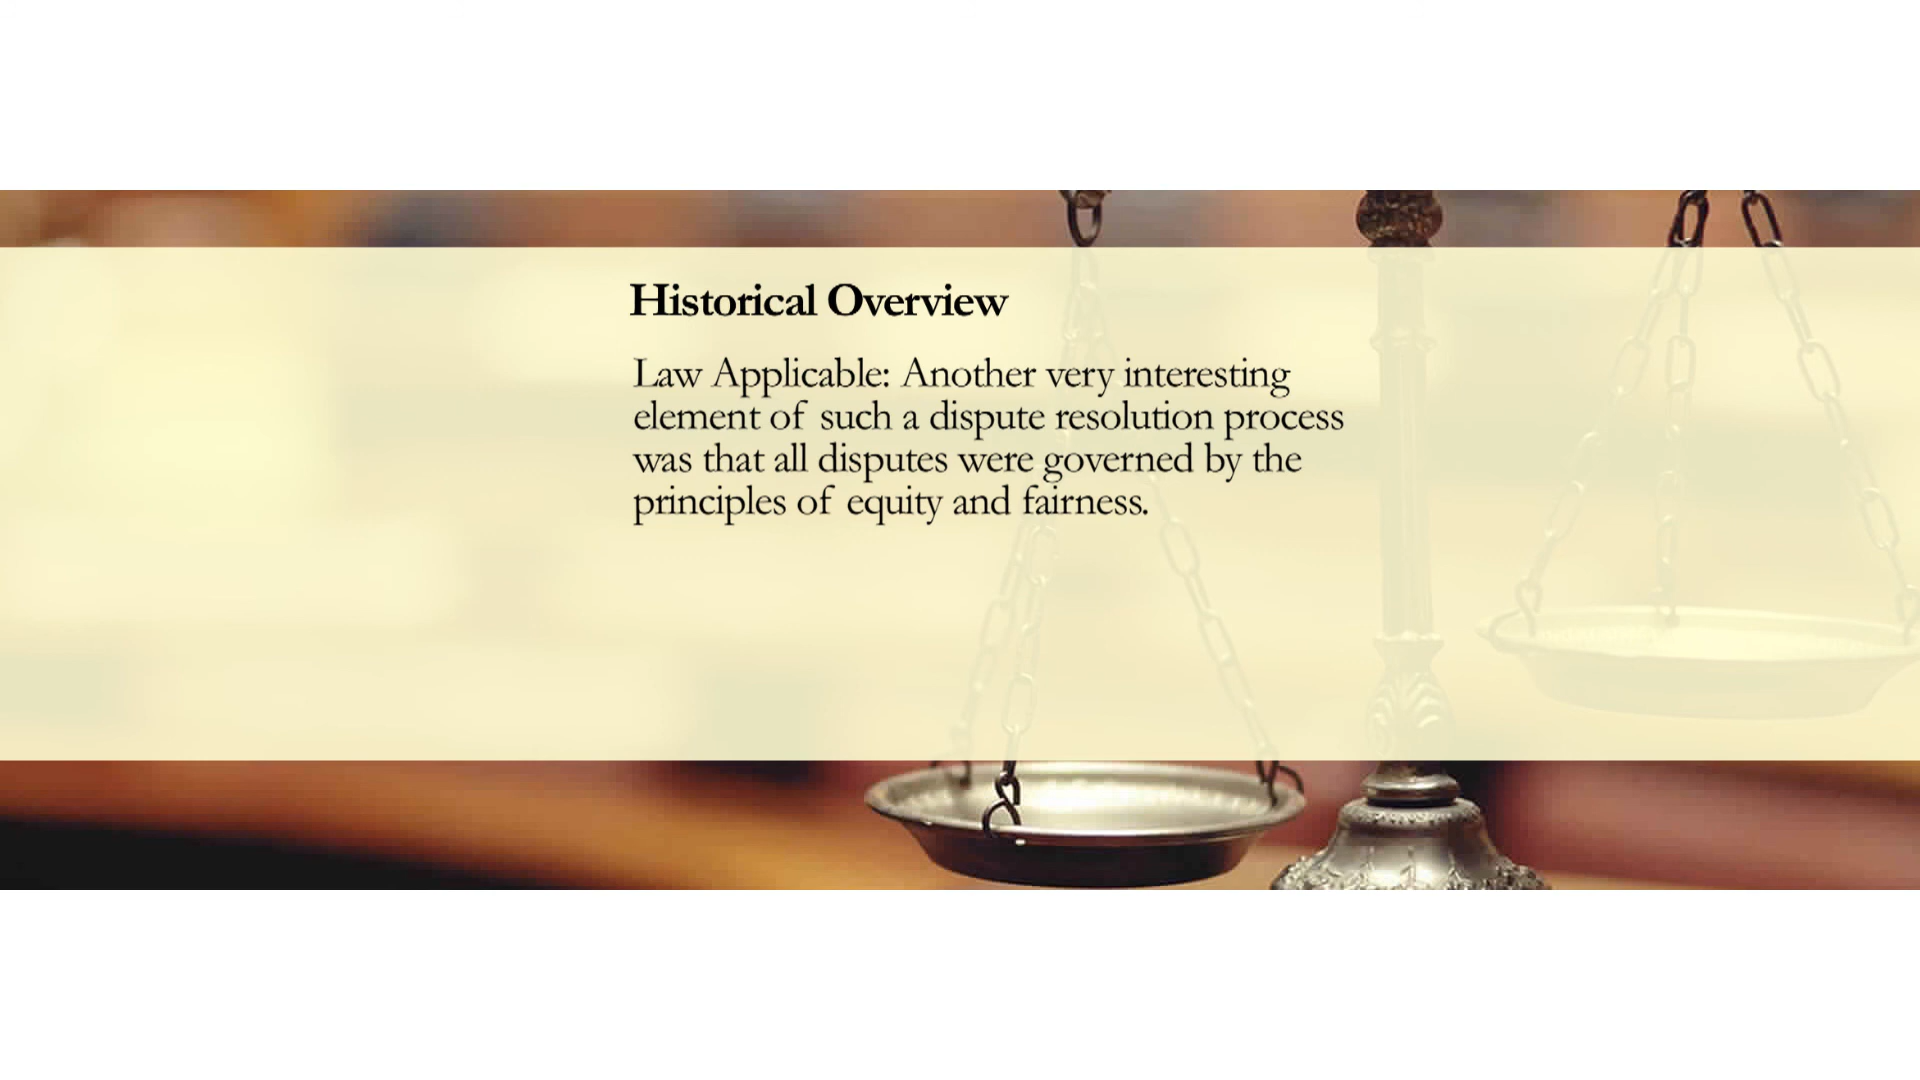 Historical Overview
Law Applicable: Another very interesting
element of such a dispute resolution process
was that all disputes were governed by the
principles of equity and fairness.